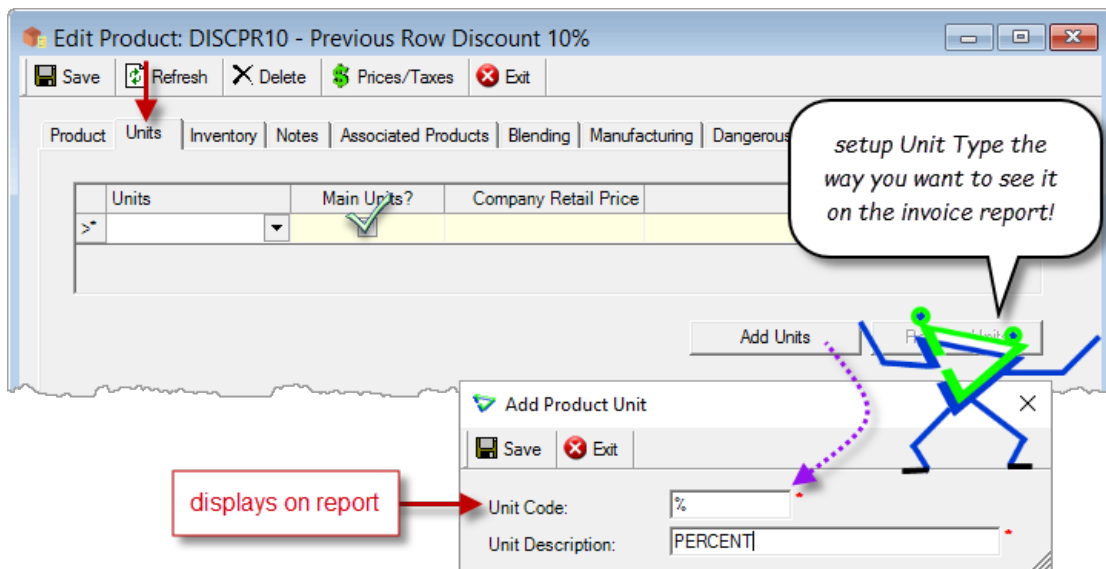 Edit Product: DISCPR10 - Previous Row Discount 10%
Save Refresh Delete Prices/Taxes Exit
Product Units Inventory Notes Associated Products Blending Manufacturing Dangerous
setup Unit Type the
way you want to see it
on the invoice report!
Units Main Units? Company Retail Price
>*
Add Units
Add Product Unit
Save Exit
displays on report
Unit Code: % *
Unit Description: PERCENT *